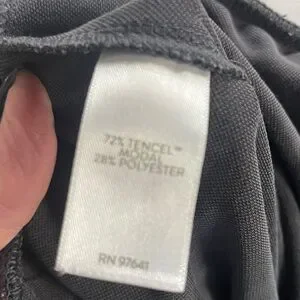 72% TENCEL™
MODAL
28% POLYESTER
RN 97641